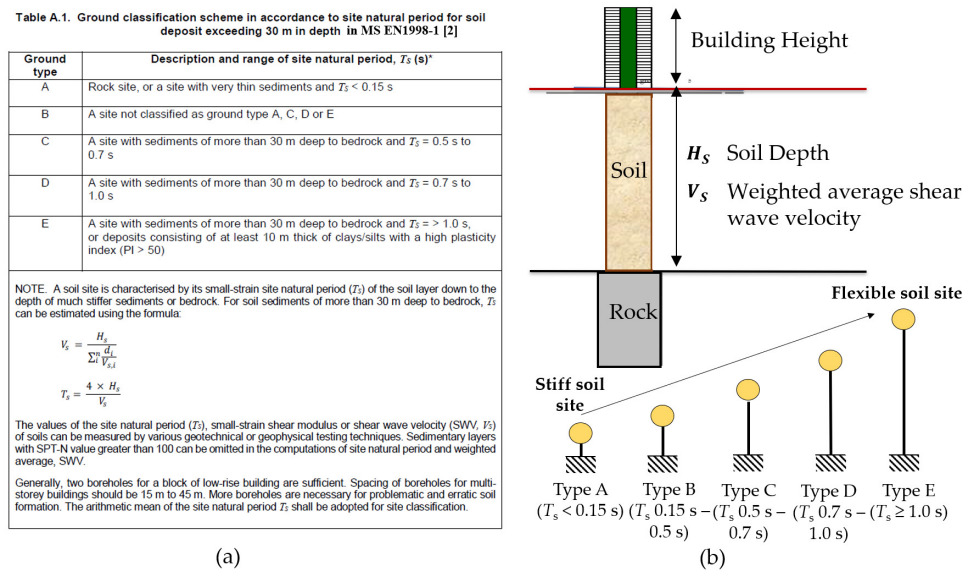 Table A.1. Ground classification scheme in accordance to site natural period for soil
deposit exceeding 30 m in depth in MS EN1998-1 [2]
Ground type
Description and range of site natural period, Ts (s)*
A
Rock site, or a site with very thin sediments and Ts < 0.15 s
B
A site not classified as ground type A, C, D or E
C
A site with sediments of more than 30 m deep to bedrock and Ts = 0.5 s to
0.7 s
D
A site with sediments of more than 30 m deep to bedrock and Ts = 0.7 s to
1.0 s
E
A site with sediments of more than 30 m deep to bedrock and Ts = > 1.0 s,
or deposits consisting of at least 10 m thick of clays/silts with a high plasticity
index (PI > 50)
NOTE. A soil site is characterised by its small-strain site natural period (Ts) of the soil layer down to the
depth of much stiffer sediments or bedrock. For soil sediments of more than 30 m deep to bedrock, Ts
can be estimated using the formula:
Vs = Hs / Σᵢⁿ dᵢ/Vs,i
Ts = 4 × Hs / Vs
The values of the site natural period (Ts), small-strain shear modulus or shear wave velocity (SWV, Vs)
of soils can be measured by various geotechnical or geophysical testing techniques. Sedimentary layers
with SPT-N value greater than 100 can be omitted in the computations of site natural period and weighted
average, SWV.
Generally, two boreholes for a block of low-rise building are sufficient. Spacing of boreholes for multi-
storey buildings should be 15 m to 45 m. More boreholes are necessary for problematic and erratic soil
formation. The arithmetic mean of the site natural period Ts shall be adopted for site classification.
(a)
Building Height
Soil
Hs Soil Depth
Vs Weighted average shear
wave velocity
Rock
Flexible soil site
Stiff soil
site
Type A
(Ts < 0.15 s)
Type B
(Ts 0.15 s –
0.5 s)
Type C
(Ts 0.5 s –
0.7 s)
Type D
(Ts 0.7 s –
1.0 s)
Type E
(Ts ≥ 1.0 s)
(b)